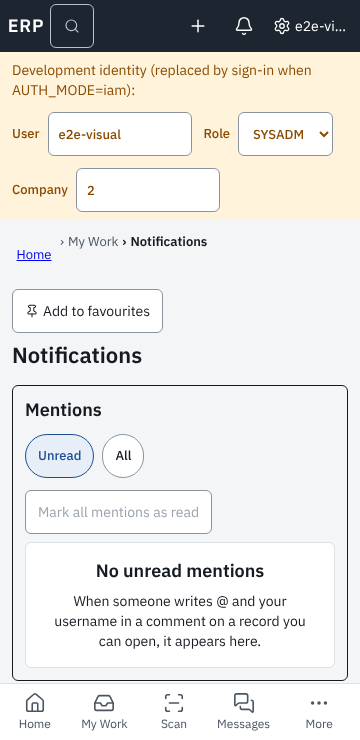 ERP
e2e-vi...
Development identity (replaced by sign-in when
AUTH_MODE=iam):
User
e2e-visual
Role
SYSADM
Company
2
Home
› My Work › Notifications
Add to favourites
Notifications
Mentions
Unread
All
Mark all mentions as read
No unread mentions
When someone writes @ and your
username in a comment on a record you
can open, it appears here.
Home
My Work
Scan
Messages
More